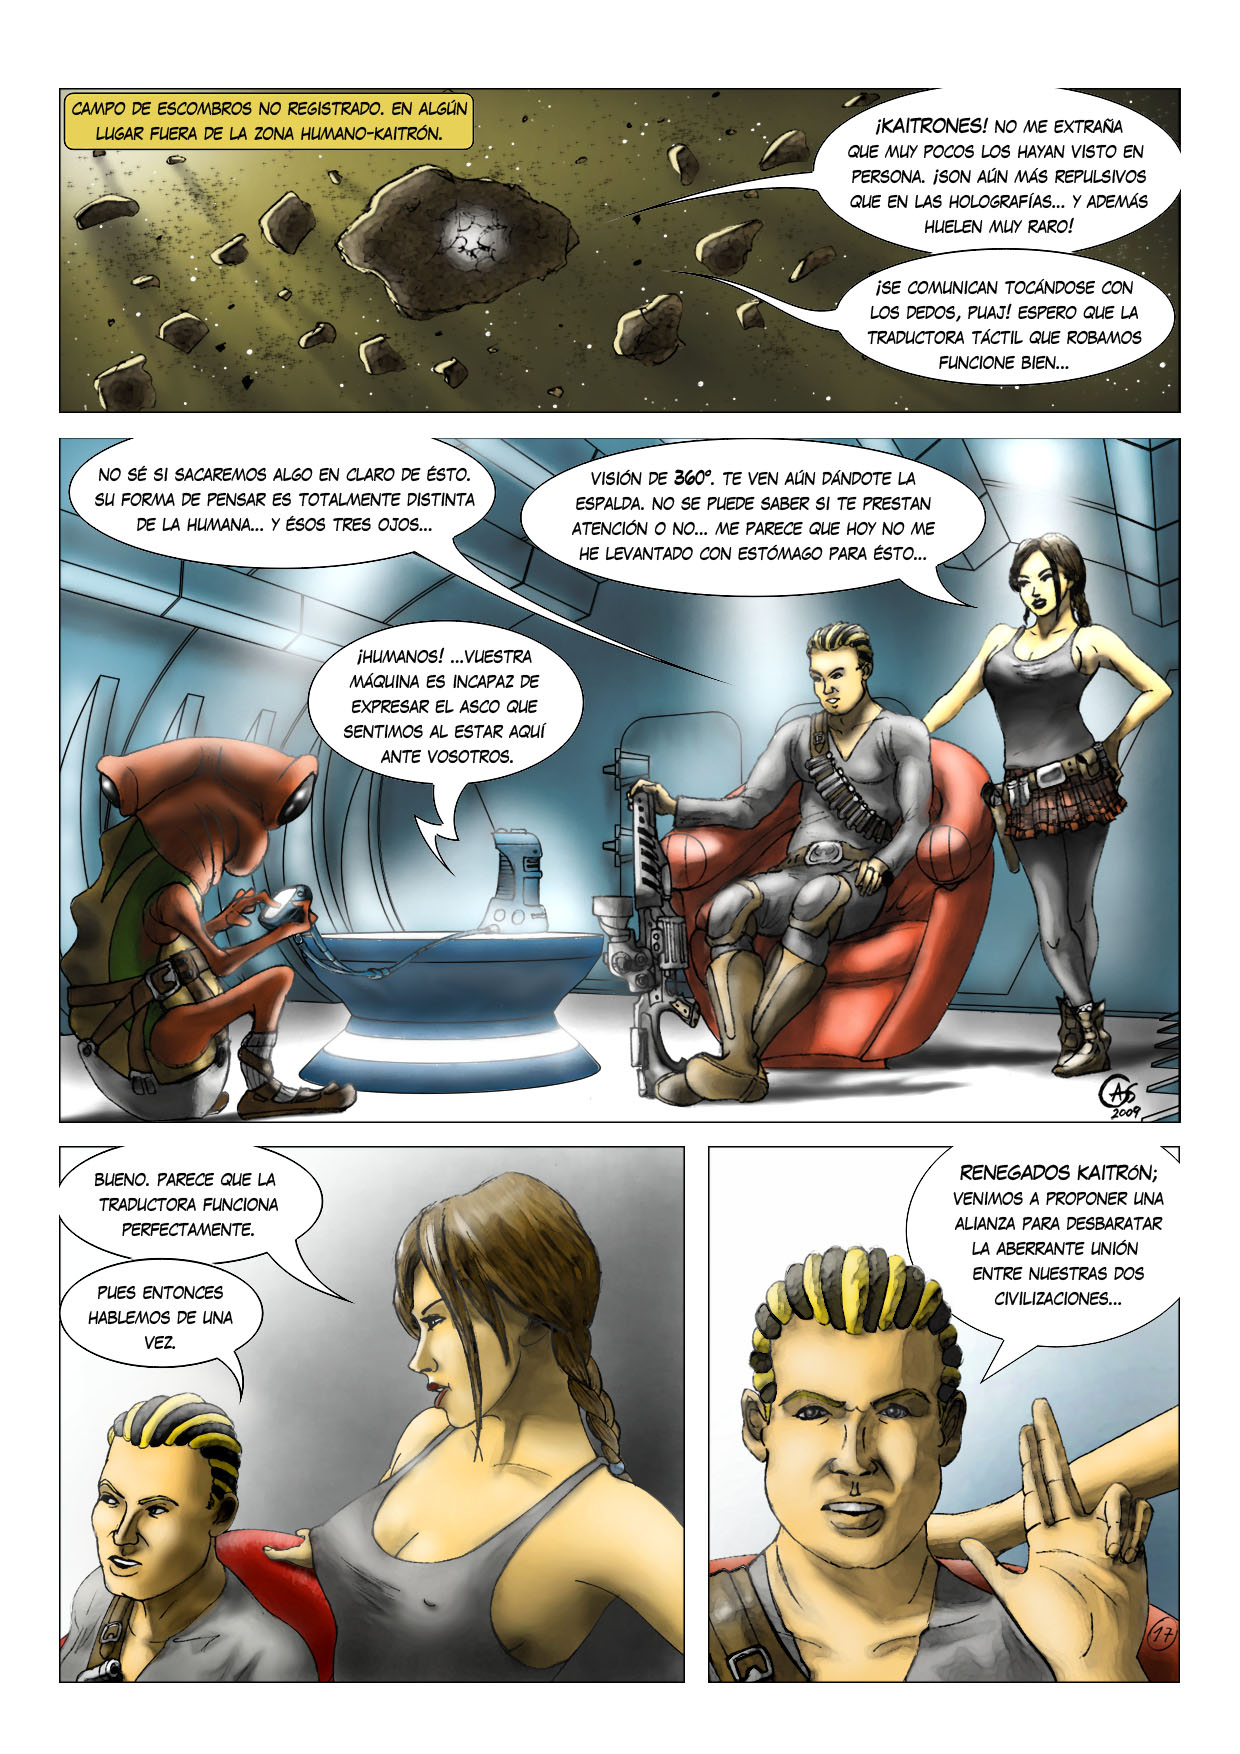 CAMPO DE ESCOMBROS NO REGISTRADO. EN ALGÚN
LUGAR FUERA DE LA ZONA HUMANO-KAITRÓN.
¡KAITRONES! NO ME EXTRAÑA
QUE MUY POCOS LOS HAYAN VISTO EN
PERSONA. ¡SON AÚN MÁS REPULSIVOS
QUE EN LAS HOLOGRAFÍAS... Y ADEMÁS
HUELEN MUY RARO!
¡SE COMUNICAN TOCÁNDOSE CON
LOS DEDOS, PUAJ! ESPERO QUE LA
TRADUCTORA TÁCTIL QUE ROBAMOS
FUNCIONE BIEN...
NO SÉ SI SACAREMOS ALGO EN CLARO DE ÉSTO.
SU FORMA DE PENSAR ES TOTALMENTE DISTINTA
DE LA HUMANA... Y ÉSOS TRES OJOS...
VISIÓN DE 360º. TE VEN AÚN DÁNDOTE LA
ESPALDA. NO SE PUEDE SABER SI TE PRESTAN
ATENCIÓN O NO... ME PARECE QUE HOY NO ME
HE LEVANTADO CON ESTÓMAGO PARA ÉSTO...
¡HUMANOS! ...VUESTRA
MÁQUINA ES INCAPAZ DE
EXPRESAR EL ASCO QUE
SENTIMOS AL ESTAR AQUÍ
ANTE VOSOTROS.
2009
BUENO. PARECE QUE LA
TRADUCTORA FUNCIONA
PERFECTAMENTE.
PUES ENTONCES
HABLEMOS DE UNA
VEZ.
RENEGADOS KAITRÓN;
VENIMOS A PROPONER UNA
ALIANZA PARA DESBARATAR
LA ABERRANTE UNIÓN
ENTRE NUESTRAS DOS
CIVILIZACIONES...
17